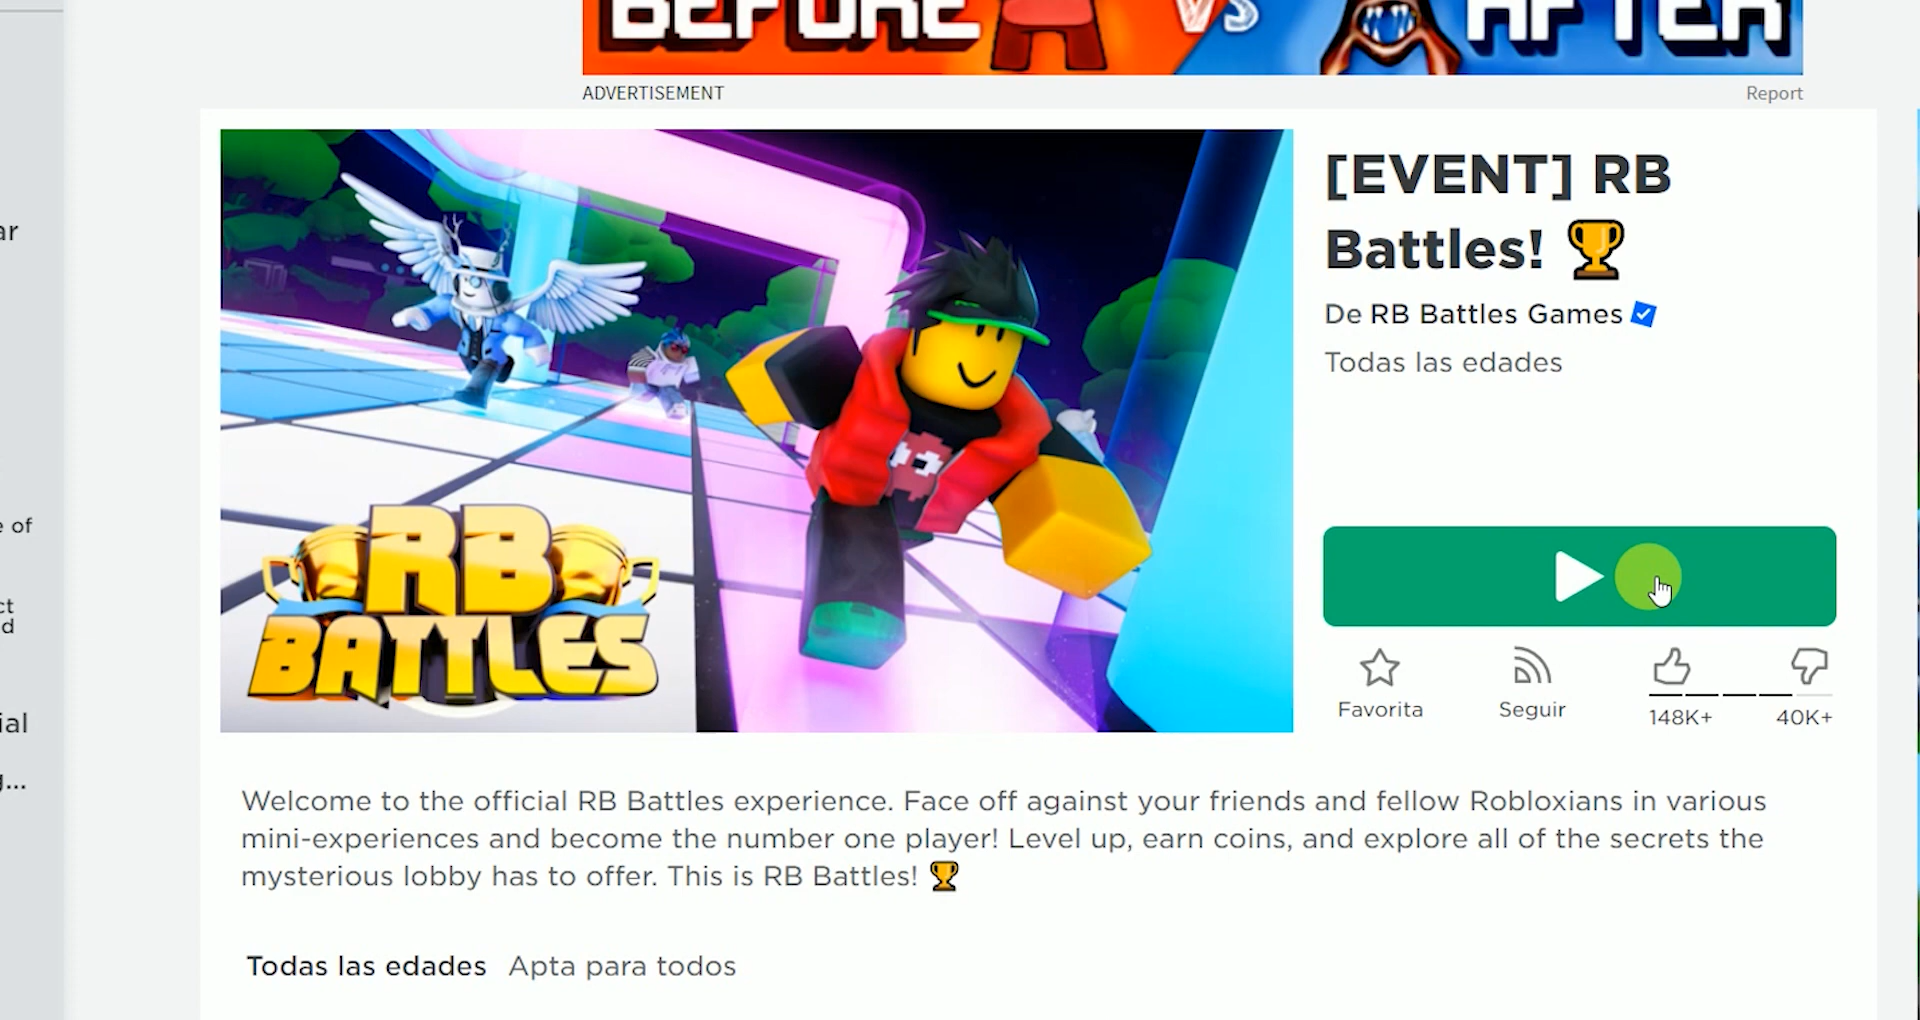 BEFORE VS AFTER
ADVERTISEMENT
Report
[EVENT] RB
Battles! 🏆
De RB Battles Games
Todas las edades
RB
BATTLES
Favorita
Seguir
148K+
40K+
Welcome to the official RB Battles experience. Face off against your friends and fellow Robloxians in various
mini-experiences and become the number one player! Level up, earn coins, and explore all of the secrets the
mysterious lobby has to offer. This is RB Battles! 🏆
Todas las edades Apta para todos